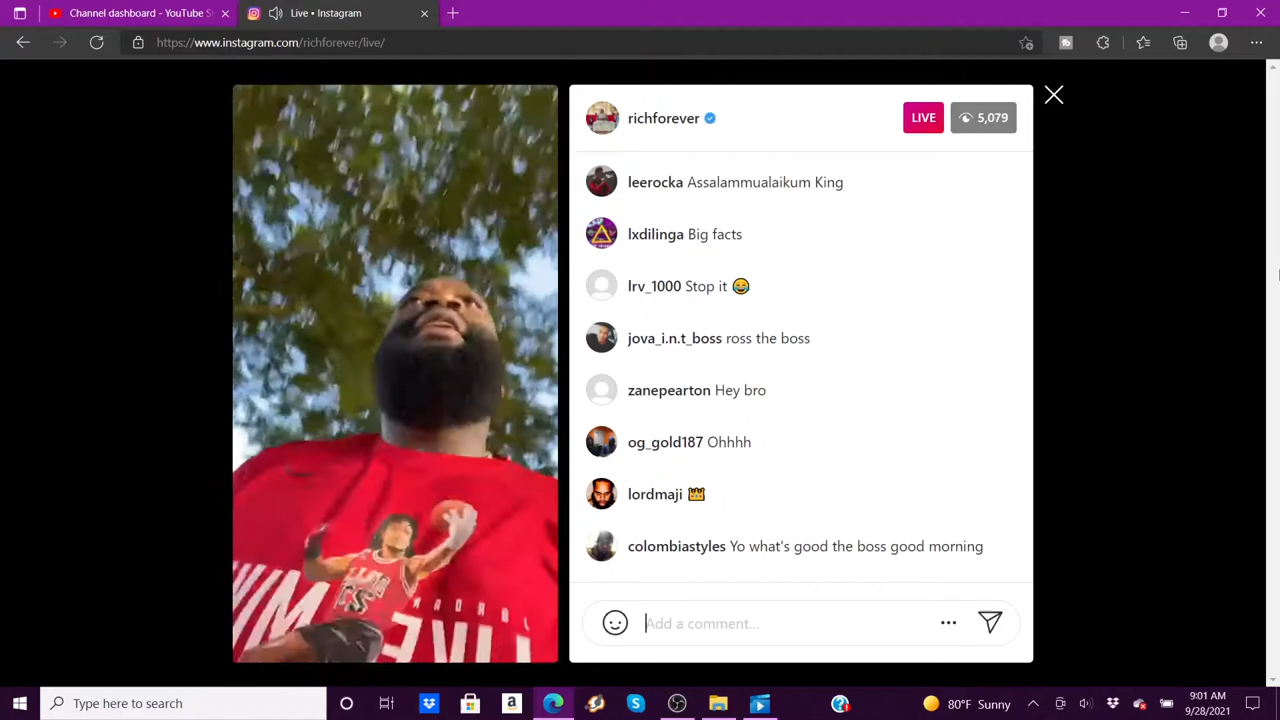 Channel dashboard - YouTube S
Live • Instagram
https://www.instagram.com/richforever/live/
richforever
LIVE
5,079
leerocka Assalammualaikum King
lxdilinga Big facts
lrv_1000 Stop it 😂
jova_i.n.t_boss ross the boss
zanepearton Hey bro
og_gold187 Ohhhh
lordmaji 👑
colombiastyles Yo what's good the boss good morning
Add a comment...
Type here to search
80°F Sunny
9:01 AM
9/28/2021